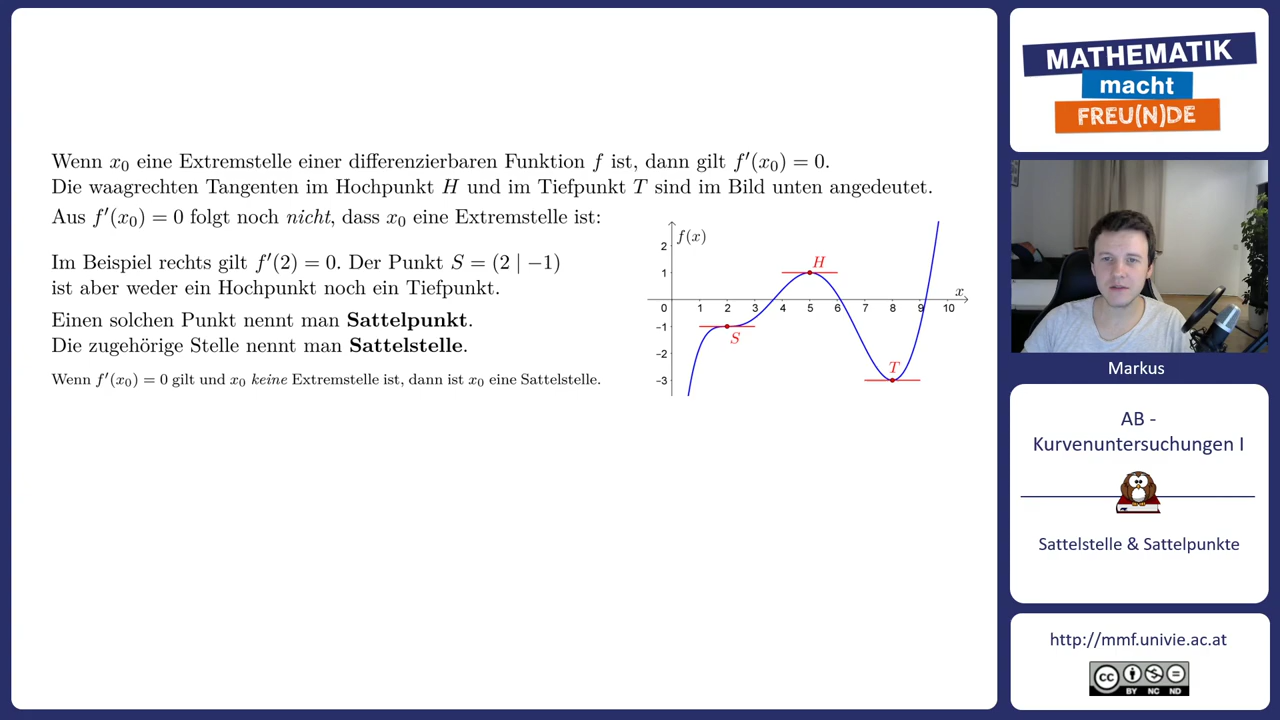 Wenn x₀ eine Extremstelle einer differenzierbaren Funktion f ist, dann gilt f′(x₀) = 0.
Die waagrechten Tangenten in Hochpunkt H und im Tiefpunkt T sind im Bild unten angedeutet.
Aus f′(x₀) = 0 folgt noch nicht, dass x₀ eine Extremstelle ist:
Im Beispiel rechts gilt f′(2) = 0. Der Punkt S = (2 | −1)
ist aber weder ein Hochpunkt noch ein Tiefpunkt.
Einen solchen Punkt nennt man Sattelpunkt.
Die zugehörige Stelle nennt man Sattelstelle.
Wenn f′(x₀) = 0 gilt und x₀ keine Extremstelle ist, dann ist x₀ eine Sattelstelle.
f(x)
2
H
1
x
0 1 2 3 4 5 6 7 8 9 10
−1
S
−2
T
−3
MATHEMATIK
macht
FREU(N)DE
Markus
AB -
Kurvenuntersuchungen I
Sattelstelle & Sattelpunkte
http://mmf.univie.ac.at
cc
BY NC ND